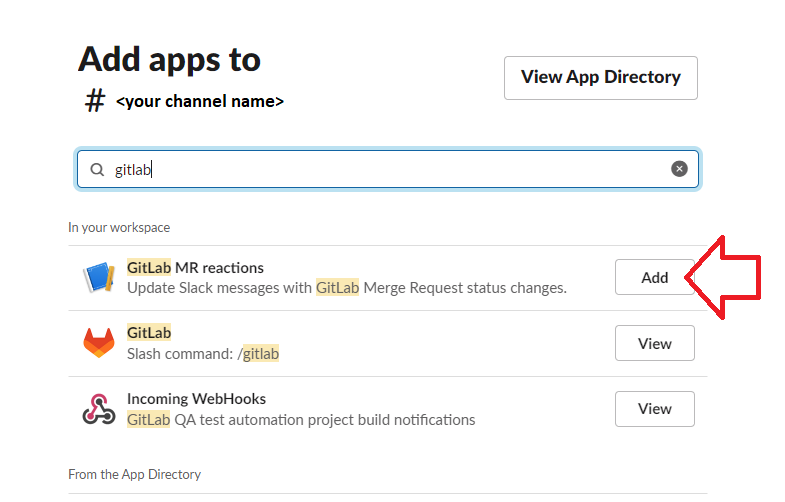 Add apps to
View App Directory
# <your channel name>
gitlab
In your workspace
GitLab MR reactions
Update Slack messages with GitLab Merge Request status changes.
Add
GitLab
Slash command: /gitlab
View
Incoming WebHooks
GitLab QA test automation project build notifications
View
From the App Directory